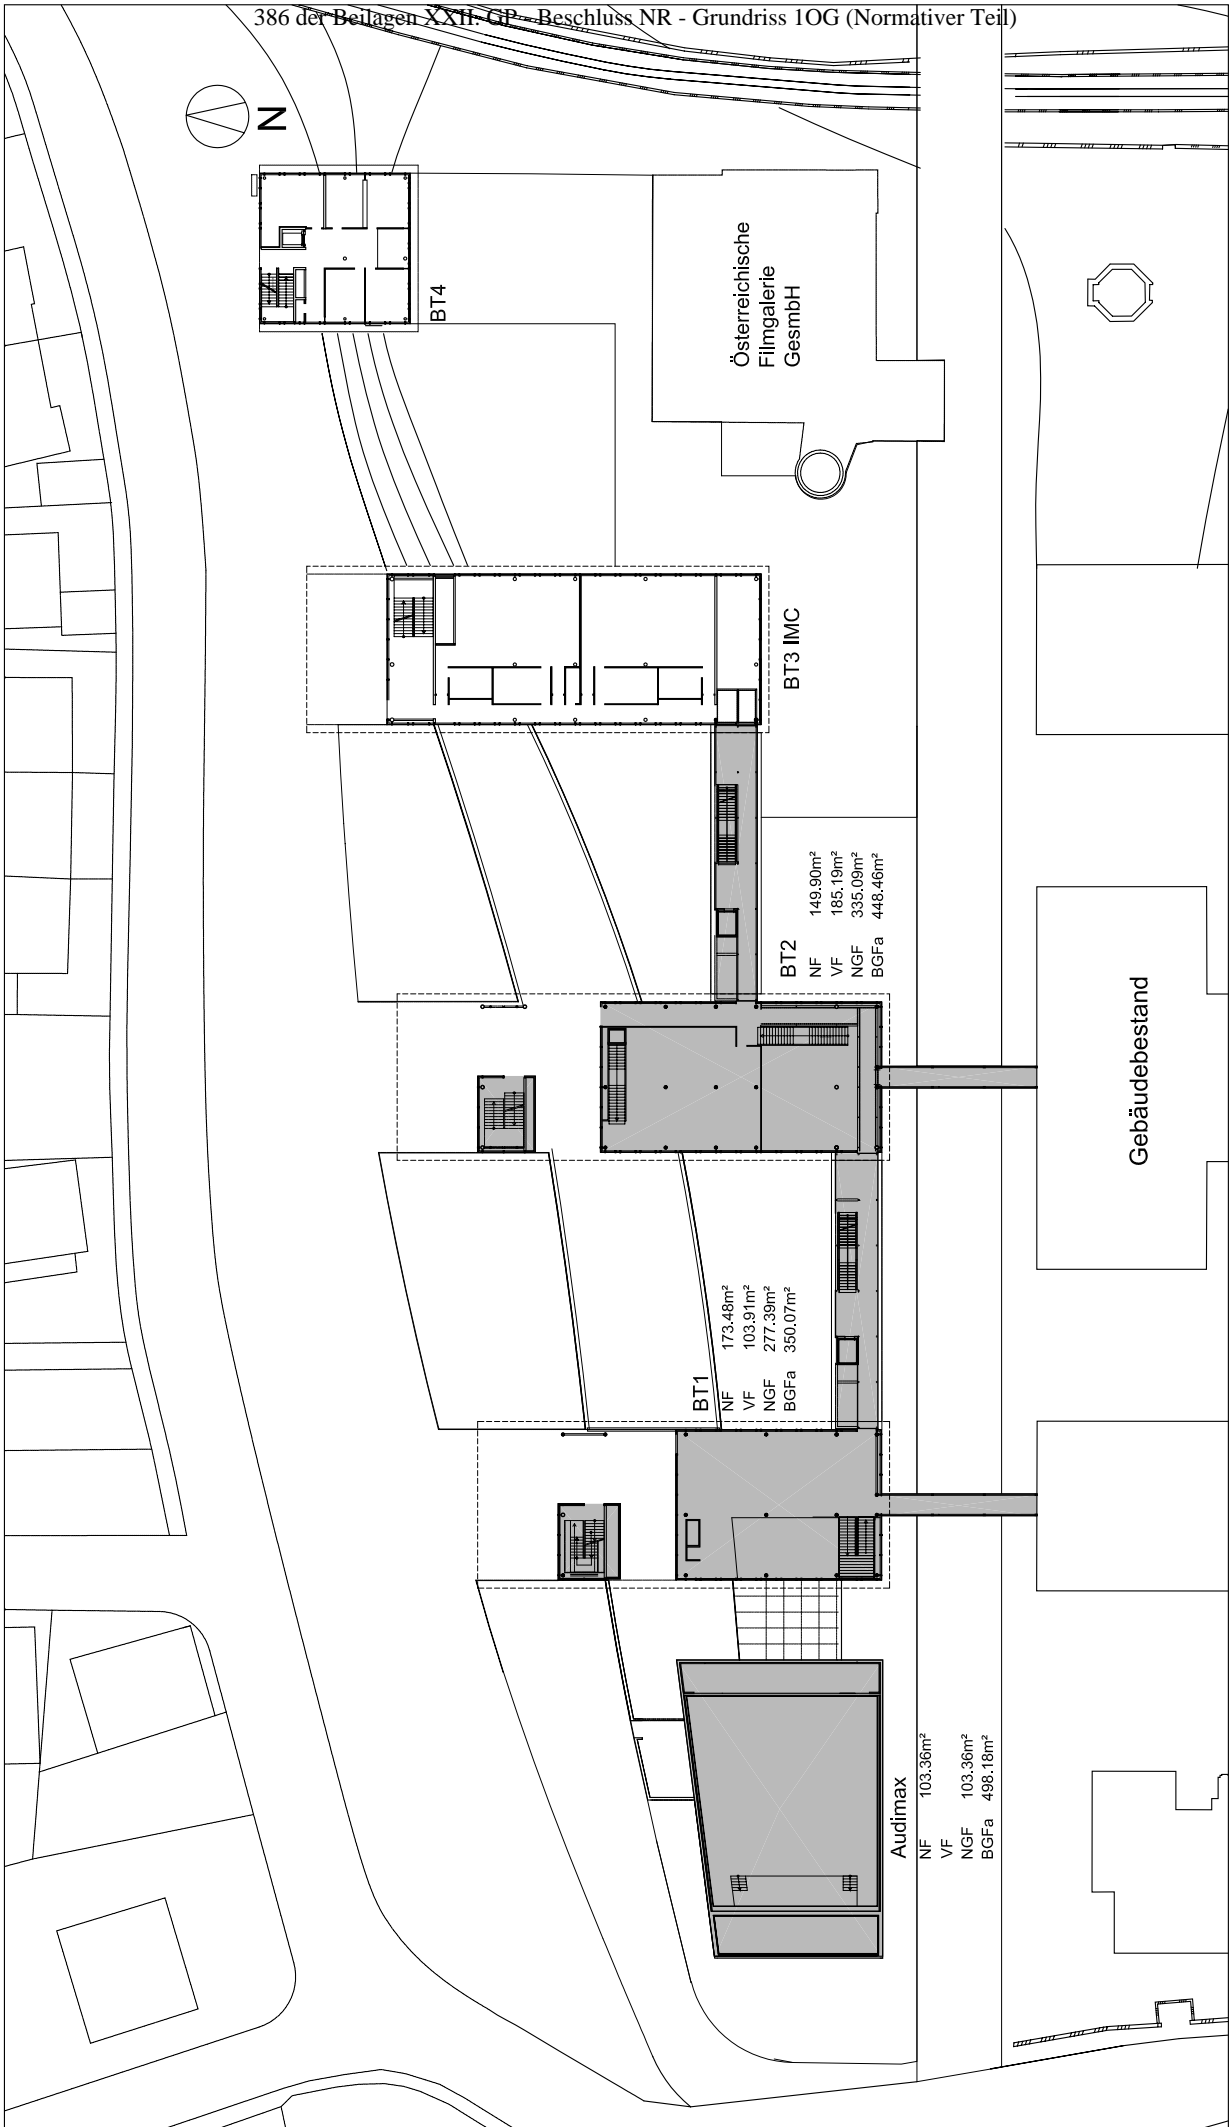 386 der Beilagen XXII. GP - Beschluss NR - Grundriss 1OG (Normativer Teil)
N
BT4
Österreichische
Filmgalerie
GesmbH
BT3 IMC
BT2
NF 149.90m²
VF 185.19m²
NGF 335.09m²
BGFa 448.46m²
Gebäudebestand
BT1
NF 173.48m²
VF 103.91m²
NGF 277.39m²
BGFa 350.07m²
Audimax
NF 103.36m²
VF
NGF 103.36m²
BGFa 498.18m²